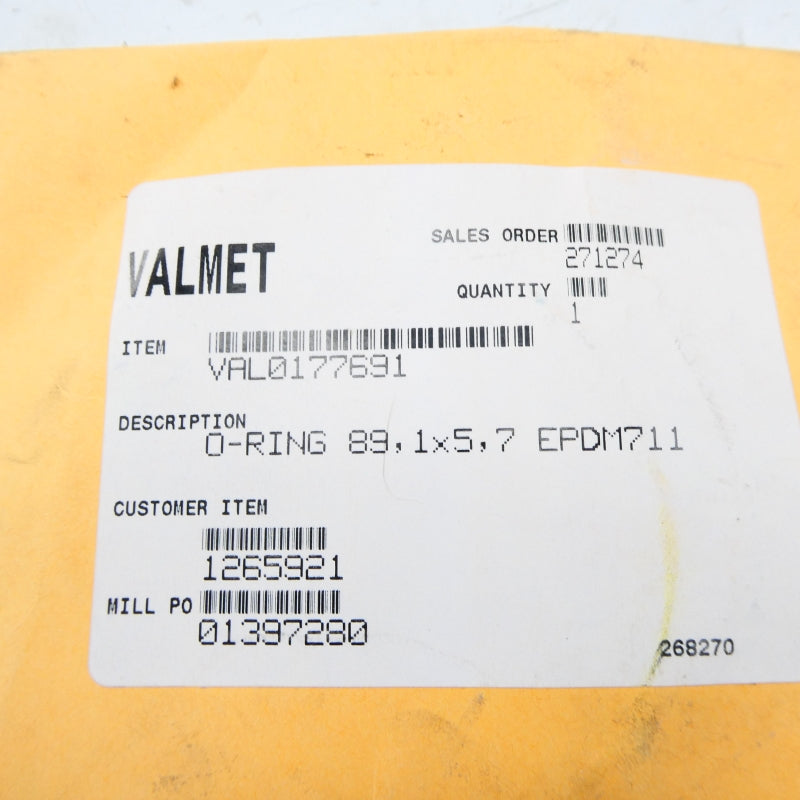 VALMET
SALES ORDER
271274
QUANTITY
1
ITEM
VAL0177691
DESCRIPTION
O-RING 89,1x5,7 EPDM711
CUSTOMER ITEM
1265921
MILL PO
01397280
268270